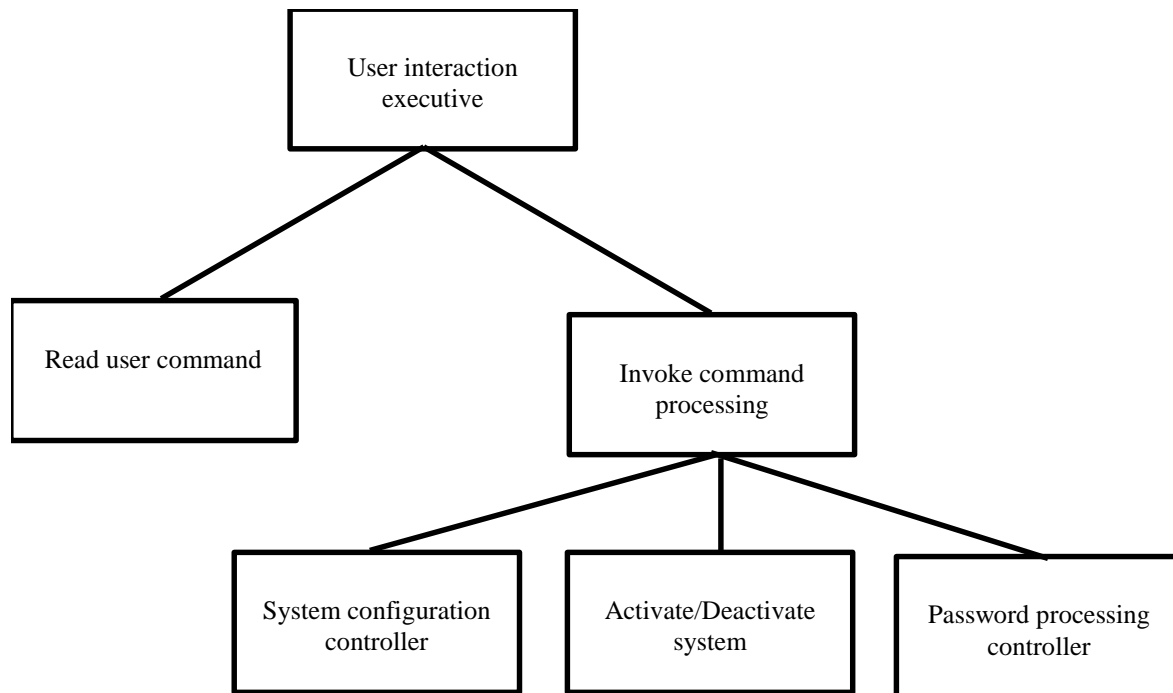 User interaction
executive
Read user command
Invoke command
processing
System configuration
controller
Activate/Deactivate
system
Password processing
controller